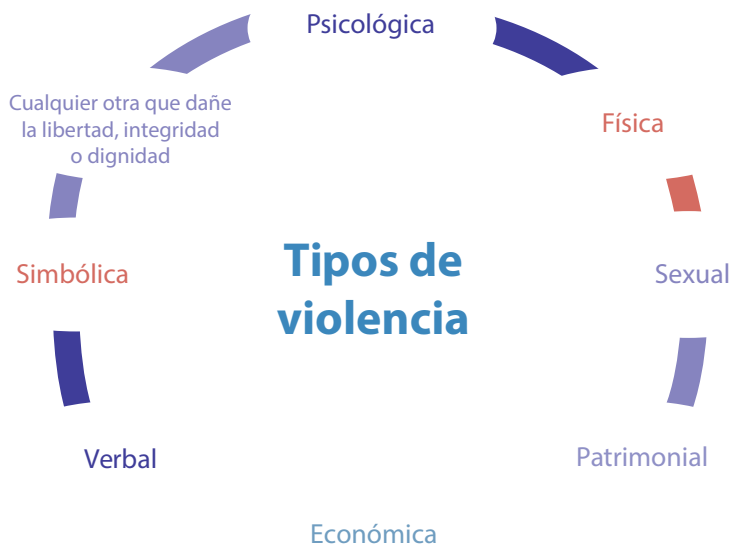 Psicológica
Física
Sexual
Patrimonial
Económica
Verbal
Simbólica
Cualquier otra que dañe
la libertad, integridad
o dignidad
Tipos de
violencia